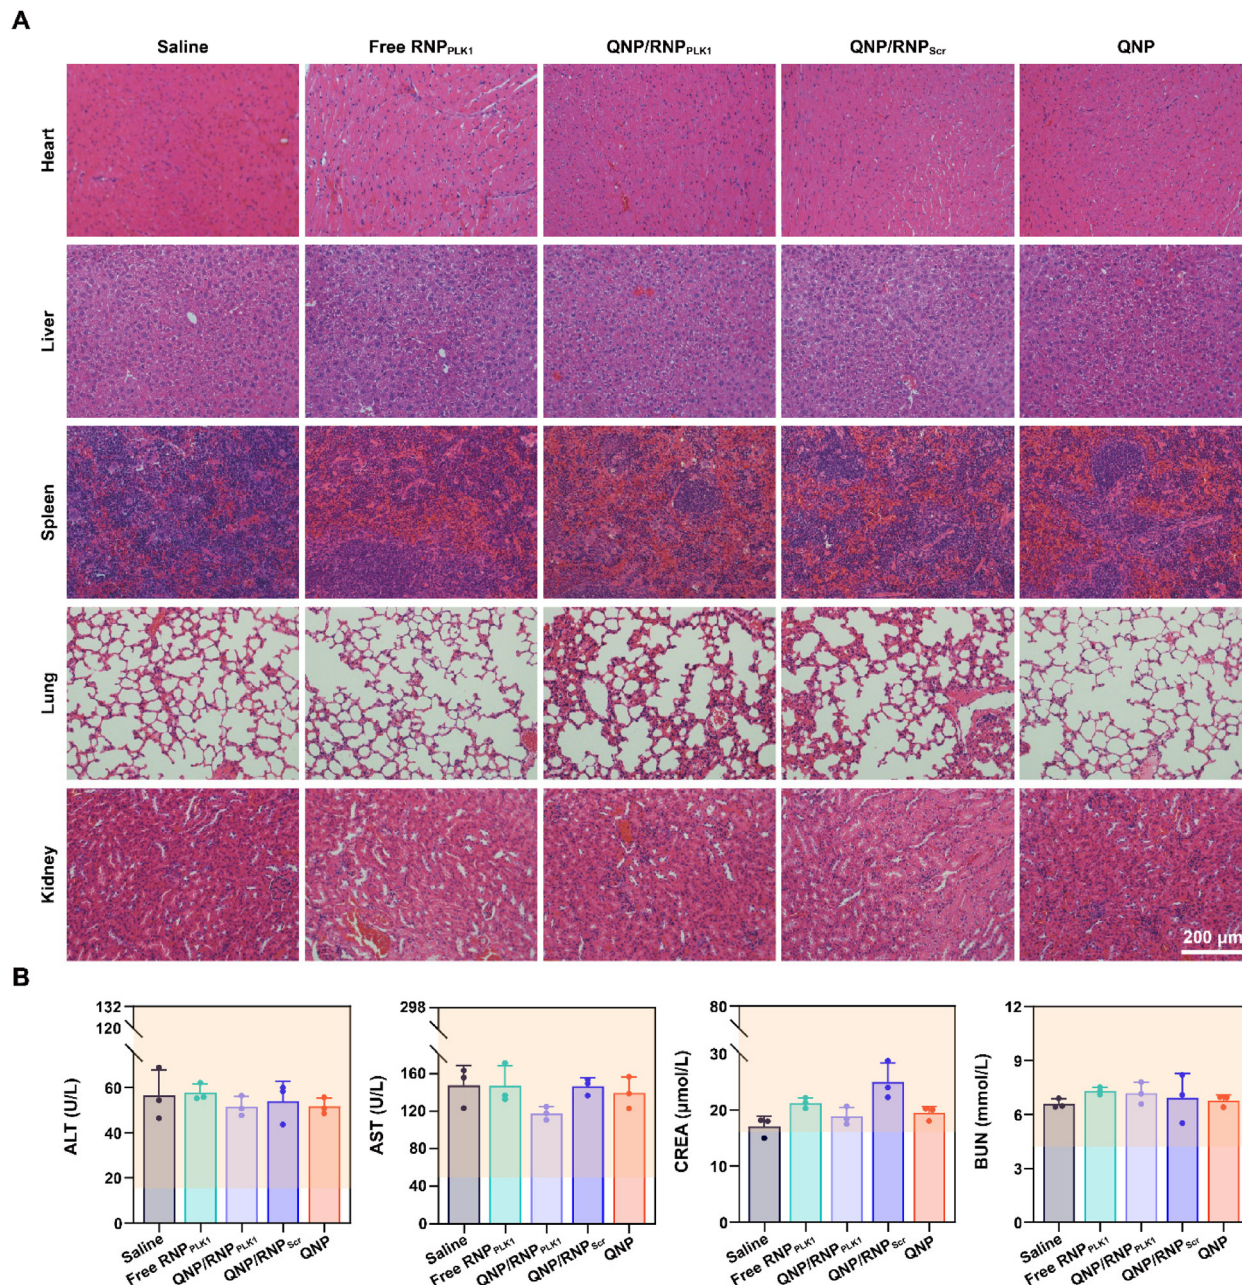 A
Saline
Free RNPPLK1
QNP/RNPPLK1
QNP/RNPScr
QNP
Heart
Liver
Spleen
Lung
Kidney
200 μm
B
132
120
60
40
20
0
ALT (U/L)
Saline
Free RNPPLK1
QNP/RNPPLK1
QNP/RNPScr
QNP
298
160
120
80
40
0
AST (U/L)
Saline
Free RNPPLK1
QNP/RNPPLK1
QNP/RNPScr
QNP
80
30
20
10
0
CREA (μmol/L)
Saline
Free RNPPLK1
QNP/RNPPLK1
QNP/RNPScr
QNP
12
9
6
3
0
BUN (mmol/L)
Saline
Free RNPPLK1
QNP/RNPPLK1
QNP/RNPScr
QNP